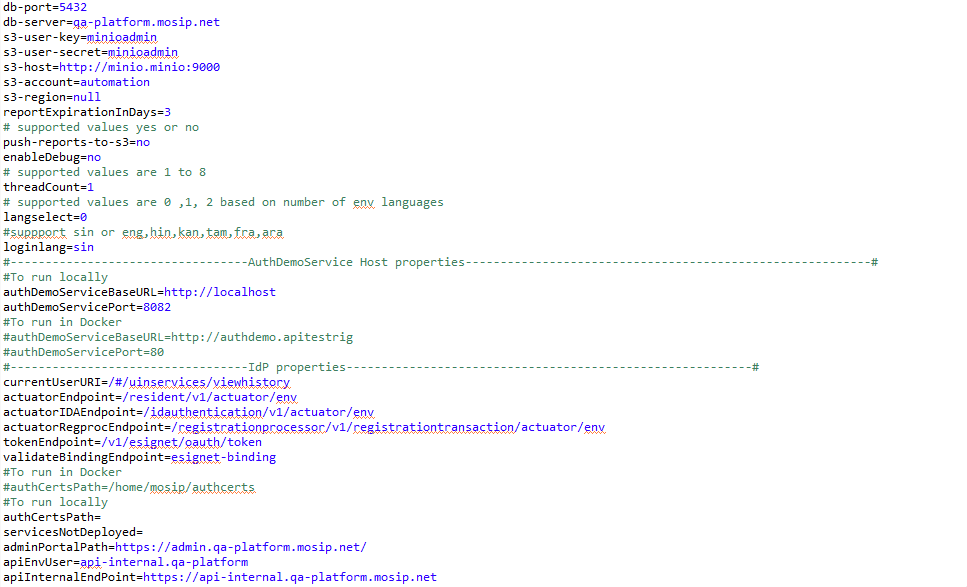 db-port=5432
db-server=qa-platform.mosip.net
s3-user-key=minioadmin
s3-user-secret=minioadmin
s3-host=http://minio.minio:9000
s3-account=automation
s3-region=null
reportExpirationInDays=3
# supported values yes or no
push-reports-to-s3=no
enableDebug=no
# supported values are 1 to 8
threadCount=1
# supported values are 0 ,1, 2 based on number of env languages
langselect=0
#suppport sin or eng,hin,kan,tam,fra,ara
loginlang=sin
#----------------------------------AuthDemoService Host properties----------------------------------------------------------#
#To run locally
authDemoServiceBaseURL=http://localhost
authDemoServicePort=8082
#To run in Docker
#authDemoServiceBaseURL=http://authdemo.apitestrig
#authDemoServicePort=80
#----------------------------------IdP properties----------------------------------------------------------#
currentUserURI=/#/uinservices/viewhistory
actuatorEndpoint=/resident/v1/actuator/env
actuatorIDAEndpoint=/idauthentication/v1/actuator/env
actuatorRegprocEndpoint=/registrationprocessor/v1/registrationtransaction/actuator/env
tokenEndpoint=/v1/esignet/oauth/token
validateBindingEndpoint=esignet-binding
#To run in Docker
#authCertsPath=/home/mosip/authcerts
#To run locally
authCertsPath=
servicesNotDeployed=
adminPortalPath=https://admin.qa-platform.mosip.net/
apiEnvUser=api-internal.qa-platform
apiInternalEndPoint=https://api-internal.qa-platform.mosip.net